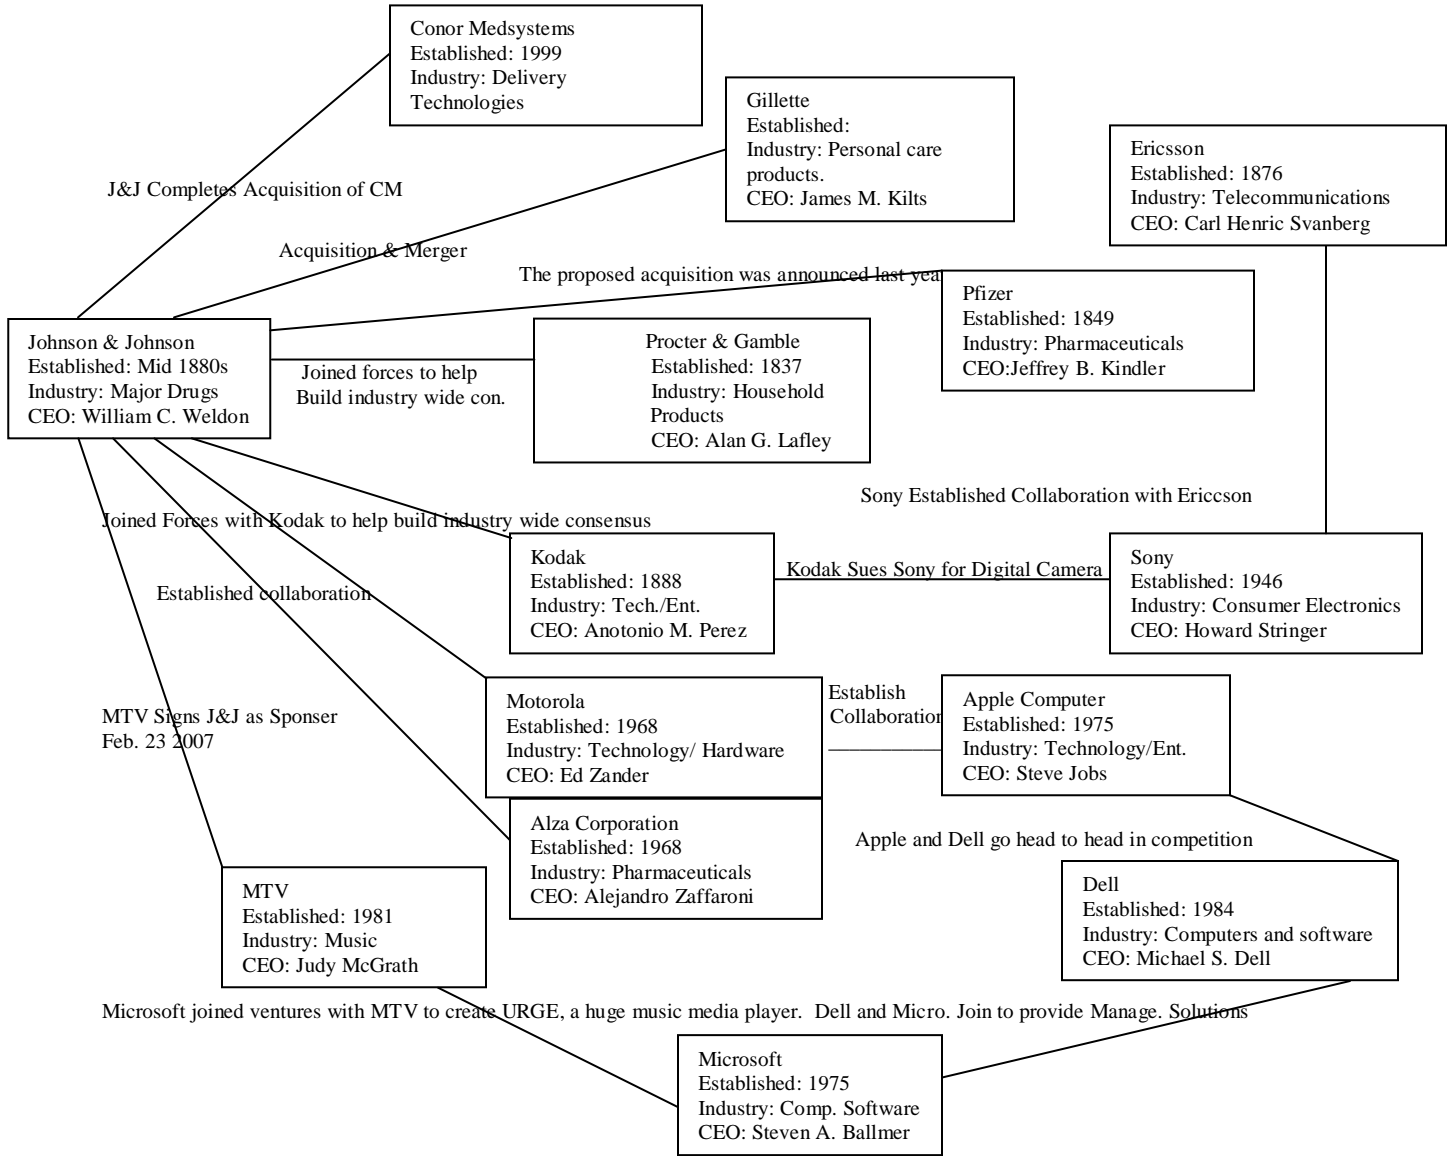 Conor Medsystems
Established: 1999
Industry: Delivery
Technologies
Gillette
Established:
Industry: Personal care
products.
CEO: James M. Kilts
Ericsson
Established: 1876
Industry: Telecommunications
CEO: Carl Henric Svanberg
J&J Completes Acquisition of CM
Acquisition & Merger
The proposed acquisition was announced last yea
Pfizer
Established: 1849
Industry: Pharmaceuticals
CEO:Jeffrey B. Kindler
Johnson & Johnson
Established: Mid 1880s
Industry: Major Drugs
CEO: William C. Weldon
Joined forces to help
Build industry wide con.
Procter & Gamble
Established: 1837
Industry: Household
Products
CEO: Alan G. Lafley
Sony Established Collaboration with Ericcson
Joined Forces with Kodak to help build industry wide consensus
Kodak
Established: 1888
Industry: Tech./Ent.
CEO: Anotonio M. Perez
Kodak Sues Sony for Digital Camera
Sony
Established: 1946
Industry: Consumer Electronics
CEO: Howard Stringer
Established collaboration
Motorola
Established: 1968
Industry: Technology/ Hardware
CEO: Ed Zander
Establish
Collaboration
Apple Computer
Established: 1975
Industry: Technology/Ent.
CEO: Steve Jobs
MTV Signs J&J as Sponser
Feb. 23 2007
Alza Corporation
Established: 1968
Industry: Pharmaceuticals
CEO: Alejandro Zaffaroni
Apple and Dell go head to head in competition
MTV
Established: 1981
Industry: Music
CEO: Judy McGrath
Dell
Established: 1984
Industry: Computers and software
CEO: Michael S. Dell
Microsoft joined ventures with MTV to create URGE, a huge music media player.  Dell and Micro. Join to provide Manage. Solutions
Microsoft
Established: 1975
Industry: Comp. Software
CEO: Steven A. Ballmer